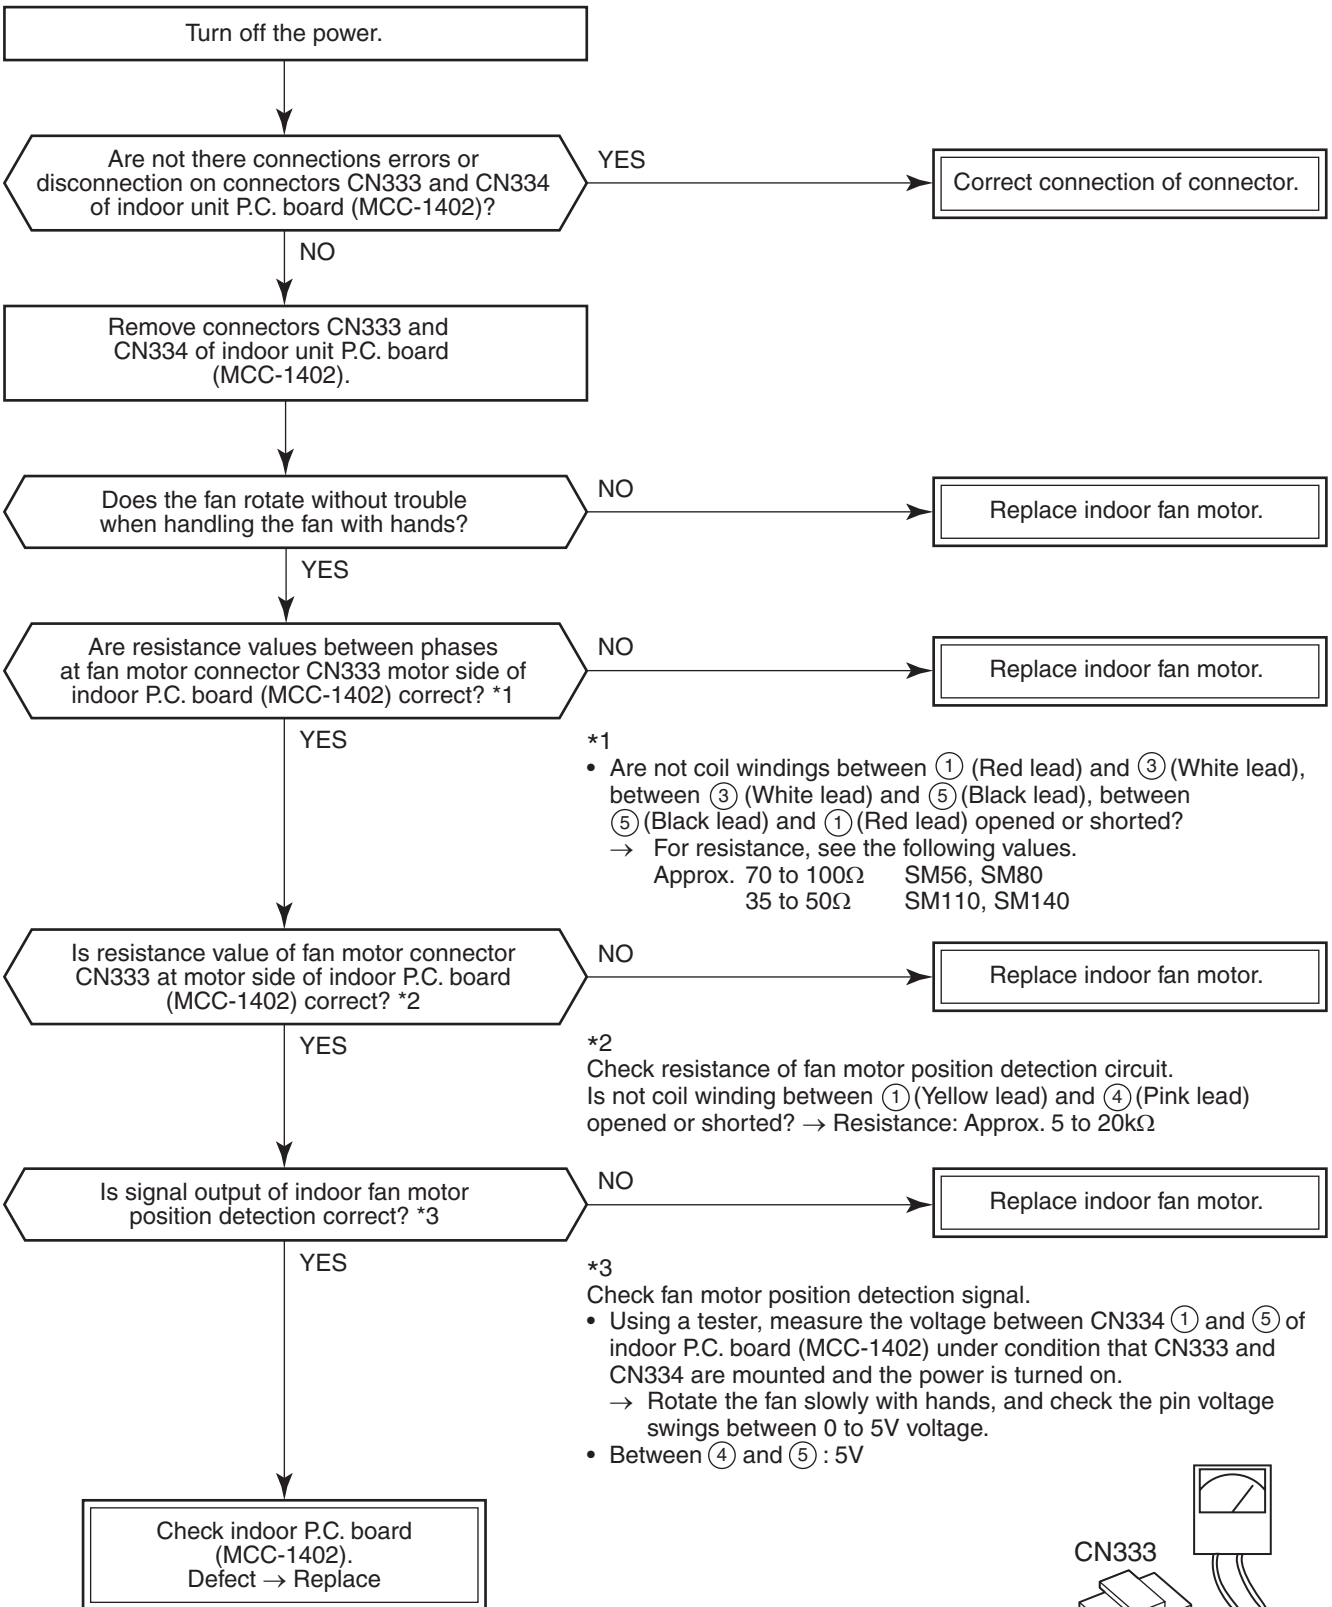 Turn off the power.
Are not there connections errors or
disconnection on connectors CN333 and CN334
of indoor unit P.C. board (MCC-1402)?
YES
Correct connection of connector.
NO
Remove connectors CN333 and
CN334 of indoor unit P.C. board
(MCC-1402).
Does the fan rotate without trouble
when handling the fan with hands?
NO
Replace indoor fan motor.
YES
Are resistance values between phases
at fan motor connector CN333 motor side of
indoor P.C. board (MCC-1402) correct? *1
NO
Replace indoor fan motor.
YES
*1
• Are not coil windings between ① (Red lead) and ③ (White lead),
between ③ (White lead) and ⑤ (Black lead), between
⑤ (Black lead) and ① (Red lead) opened or shorted?
→ For resistance, see the following values.
Approx. 70 to 100Ω SM56, SM80
35 to 50Ω SM110, SM140
Is resistance value of fan motor connector
CN333 at motor side of indoor P.C. board
(MCC-1402) correct? *2
NO
Replace indoor fan motor.
YES
*2
Check resistance of fan motor position detection circuit.
Is not coil winding between ① (Yellow lead) and ④ (Pink lead)
opened or shorted? → Resistance: Approx. 5 to 20kΩ
Is signal output of indoor fan motor
position detection correct? *3
NO
Replace indoor fan motor.
YES
*3
Check fan motor position detection signal.
• Using a tester, measure the voltage between CN334 ① and ⑤ of
indoor P.C. board (MCC-1402) under condition that CN333 and
CN334 are mounted and the power is turned on.
→ Rotate the fan slowly with hands, and check the pin voltage
swings between 0 to 5V voltage.
• Between ④ and ⑤ : 5V
Check indoor P.C. board
(MCC-1402).
Defect → Replace
CN333